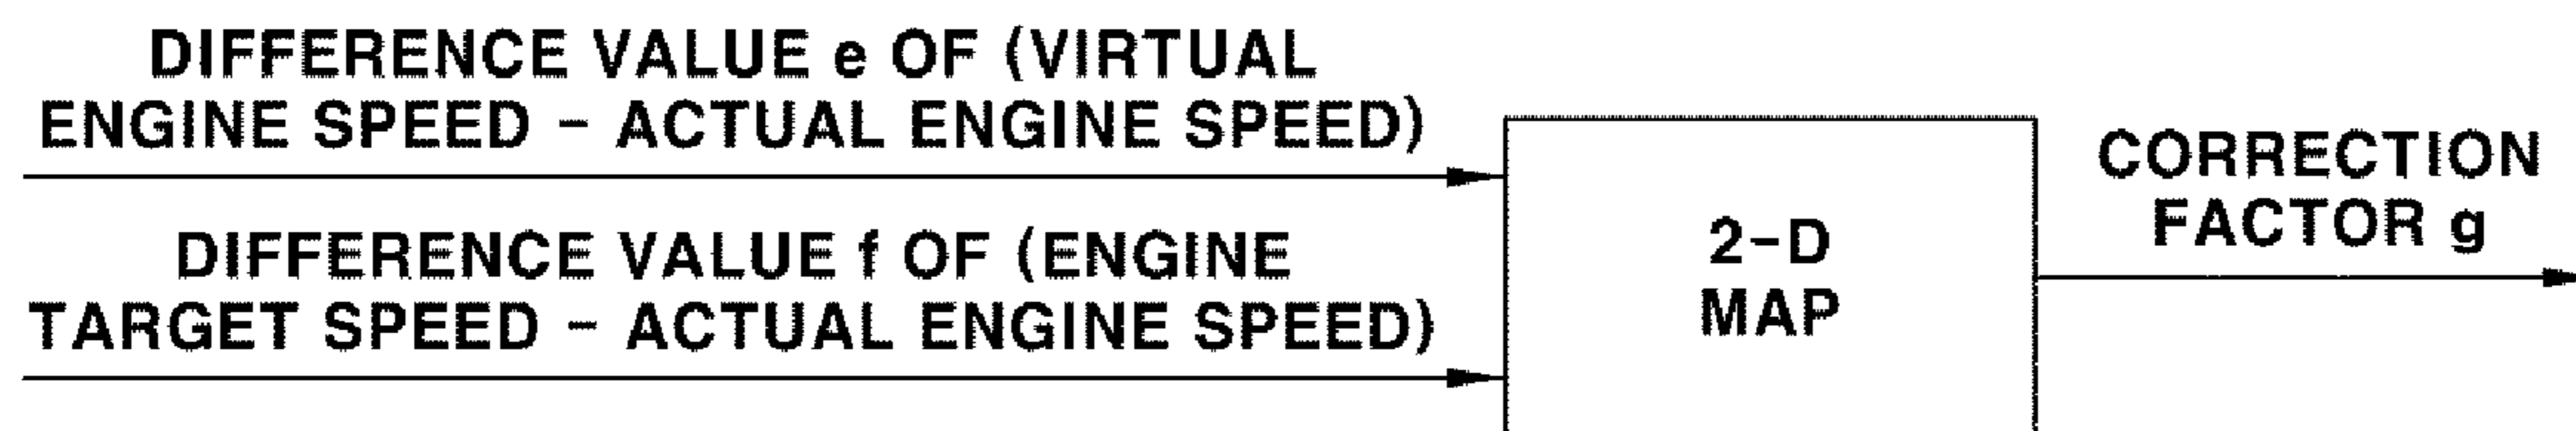 DIFFERENCE VALUE e OF (VIRTUAL
ENGINE SPEED - ACTUAL ENGINE SPEED)
DIFFERENCE VALUE f OF (ENGINE
TARGET SPEED - ACTUAL ENGINE SPEED)
2-D
MAP
CORRECTION
FACTOR g